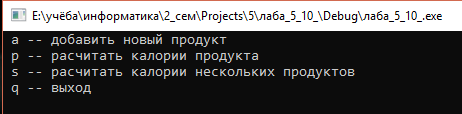 E:\учёба\информатика\2_сем\Projects\5\лаба_5_10_\Debug\лаба_5_10_.exe
a -- добавить новый продукт
p -- расчитать калории продукта
s -- расчитать калории нескольких продуктов
q -- выход